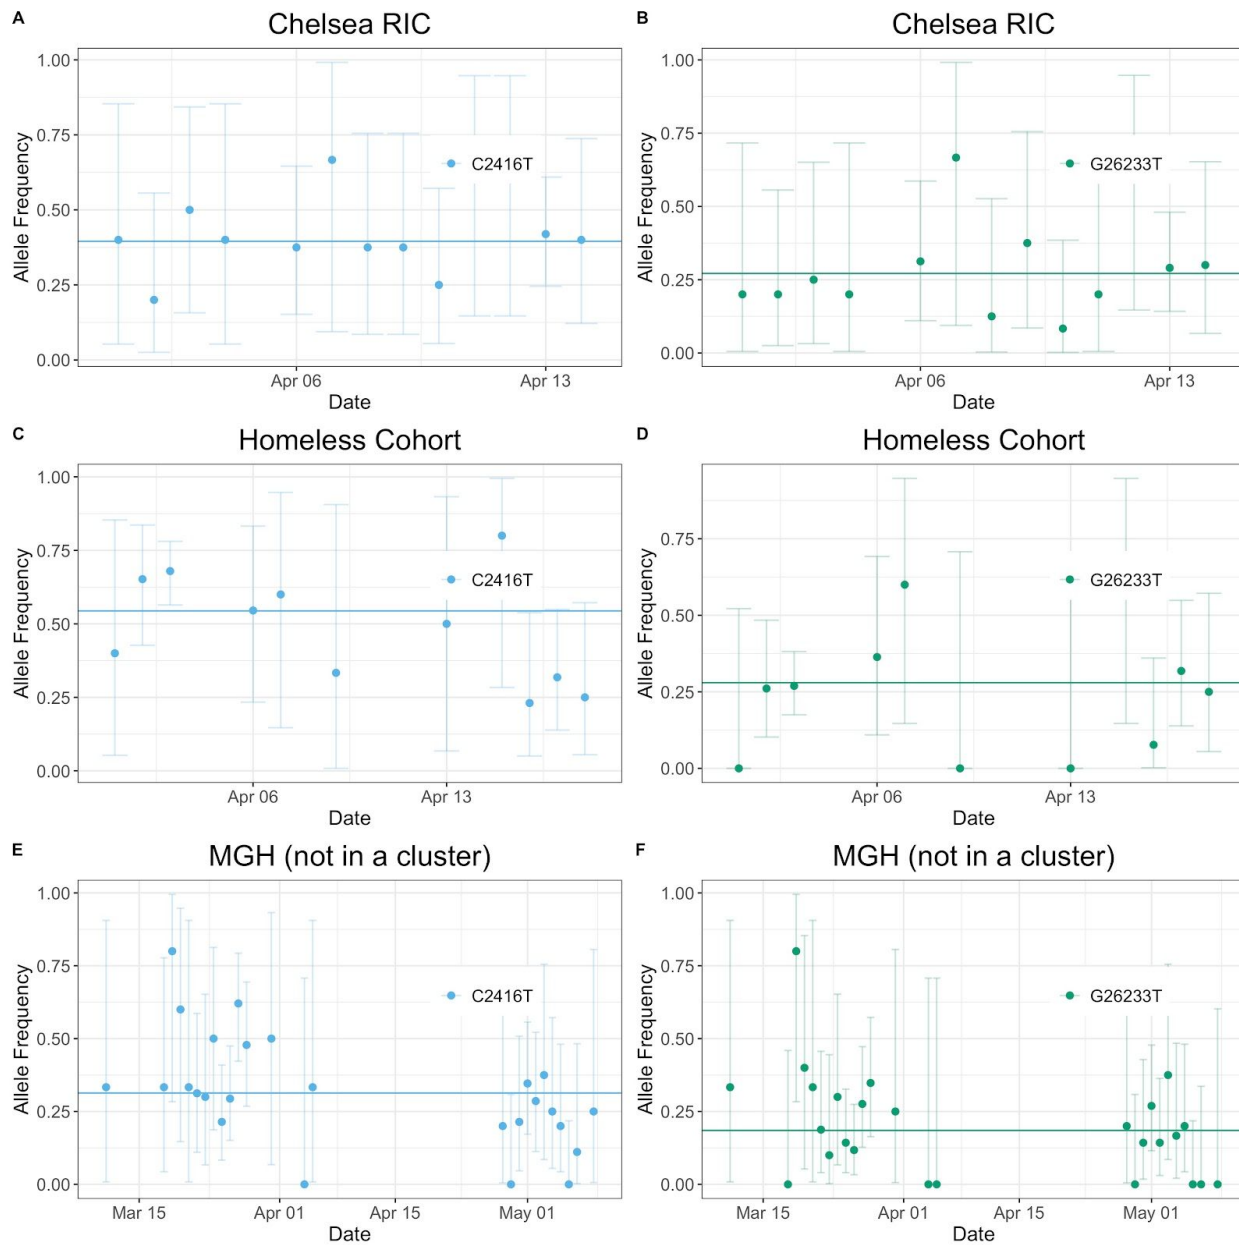 A
Chelsea RIC
1.00
0.75
0.50
0.25
0.00
Allele Frequency
C2416T
Apr 06
Apr 13
Date
B
Chelsea RIC
1.00
0.75
0.50
0.25
0.00
Allele Frequency
G26233T
Apr 06
Apr 13
Date
C
Homeless Cohort
1.00
0.75
0.50
0.25
0.00
Allele Frequency
C2416T
Apr 06
Apr 13
Date
D
Homeless Cohort
0.75
0.50
0.25
0.00
Allele Frequency
G26233T
Apr 06
Apr 13
Date
E
MGH (not in a cluster)
1.00
0.75
0.50
0.25
0.00
Allele Frequency
C2416T
Mar 15
Apr 01
Apr 15
May 01
Date
F
MGH (not in a cluster)
1.00
0.75
0.50
0.25
0.00
Allele Frequency
G26233T
Mar 15
Apr 01
Apr 15
May 01
Date